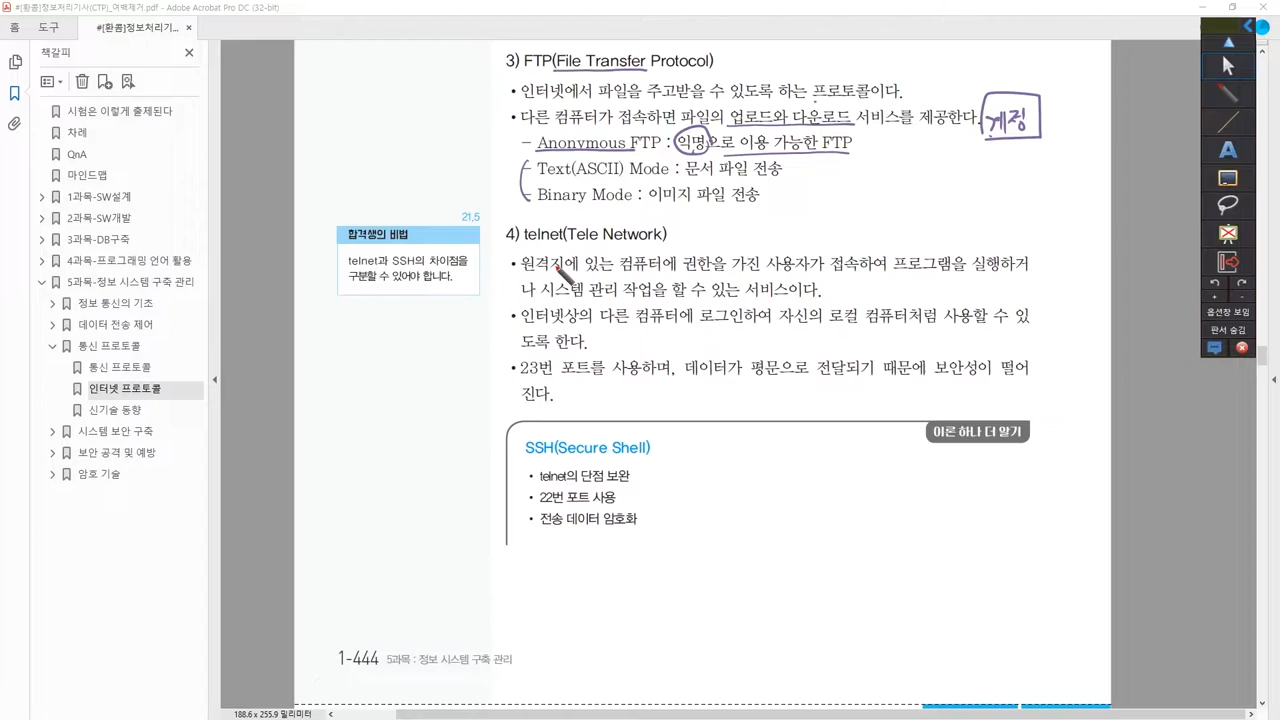 #[황콤]정보처리기사(CTP)_여백제거.pdf - Adobe Acrobat Pro DC (32-bit)
홈 도구 #[황콤]정보처리기... ×
책갈피
시험은 이렇게 출제된다
차례
QnA
마인드맵
1과목-SW설계
2과목-SW개발
3과목-DB구축
4과목-프로그래밍 언어 활용
5과목-정보 시스템 구축 관리
정보 통신의 기초
데이터 전송 제어
통신 프로토콜
통신 프로토콜
인터넷 프로토콜
신기술 동향
시스템 보안 구축
보안 공격 및 예방
암호 기술
3) FTP(File Transfer Protocol)
• 인터넷에서 파일을 주고받을 수 있도록 하는 프로토콜이다.
• 다른 컴퓨터가 접속하면 파일의 업로드와 다운로드 서비스를 제공한다.
계정
- Anonymous FTP : 익명으로 이용 가능한 FTP
- Text(ASCII) Mode : 문서 파일 전송
- Binary Mode : 이미지 파일 전송
21.5
합격생의 비법
telnet과 SSH의 차이점을
구분할 수 있어야 합니다.
4) telnet(Tele Network)
• 원격지에 있는 컴퓨터에 권한을 가진 사용자가 접속하여 프로그램을 실행하거
나 시스템 관리 작업을 할 수 있는 서비스이다.
• 인터넷상의 다른 컴퓨터에 로그인하여 자신의 로컬 컴퓨터처럼 사용할 수 있
도록 한다.
• 23번 포트를 사용하며, 데이터가 평문으로 전달되기 때문에 보안성이 떨어
진다.
이론 하나 더 알기
SSH(Secure Shell)
• telnet의 단점 보완
• 22번 포트 사용
• 전송 데이터 암호화
1-444 5과목 : 정보 시스템 구축 관리
188.6 x 255.9 밀리미터
A
옵션창 보임
판서 숨김